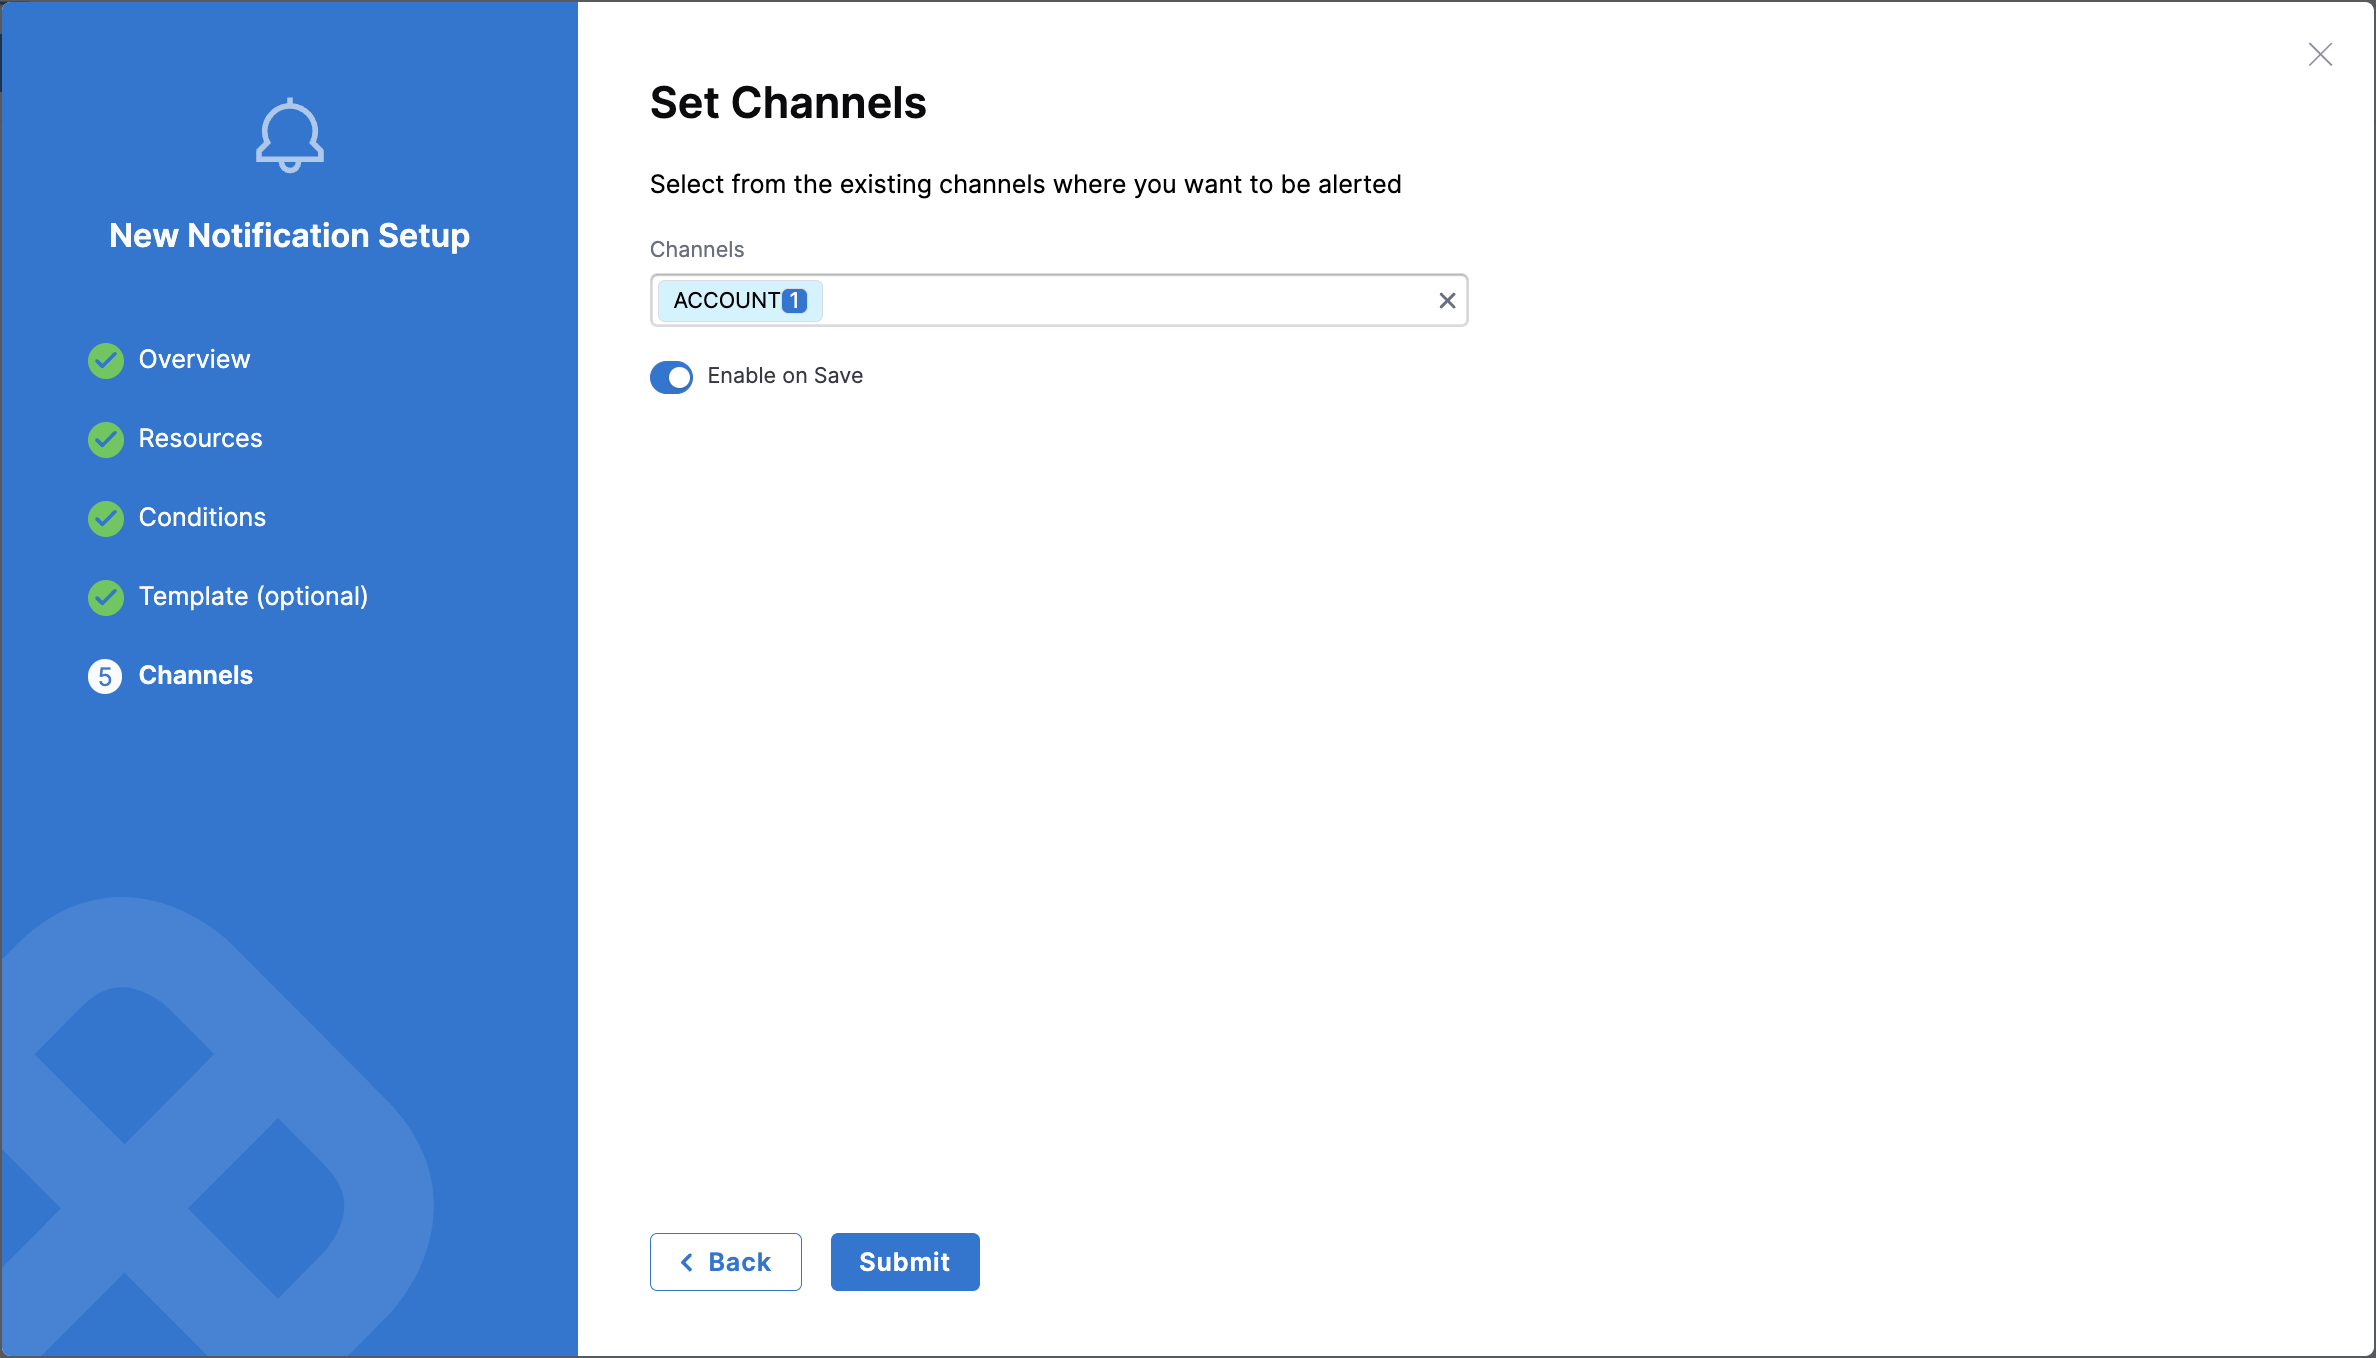 New Notification Setup
Overview
Resources
Conditions
Template (optional)
5 Channels
Set Channels
Select from the existing channels where you want to be alerted
Channels
ACCOUNT 1
Enable on Save
Back
Submit